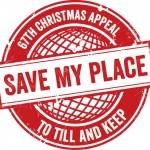 67TH CHRISTMAS APPEAL
SAVE MY PLACE
TO TILL AND KEEP